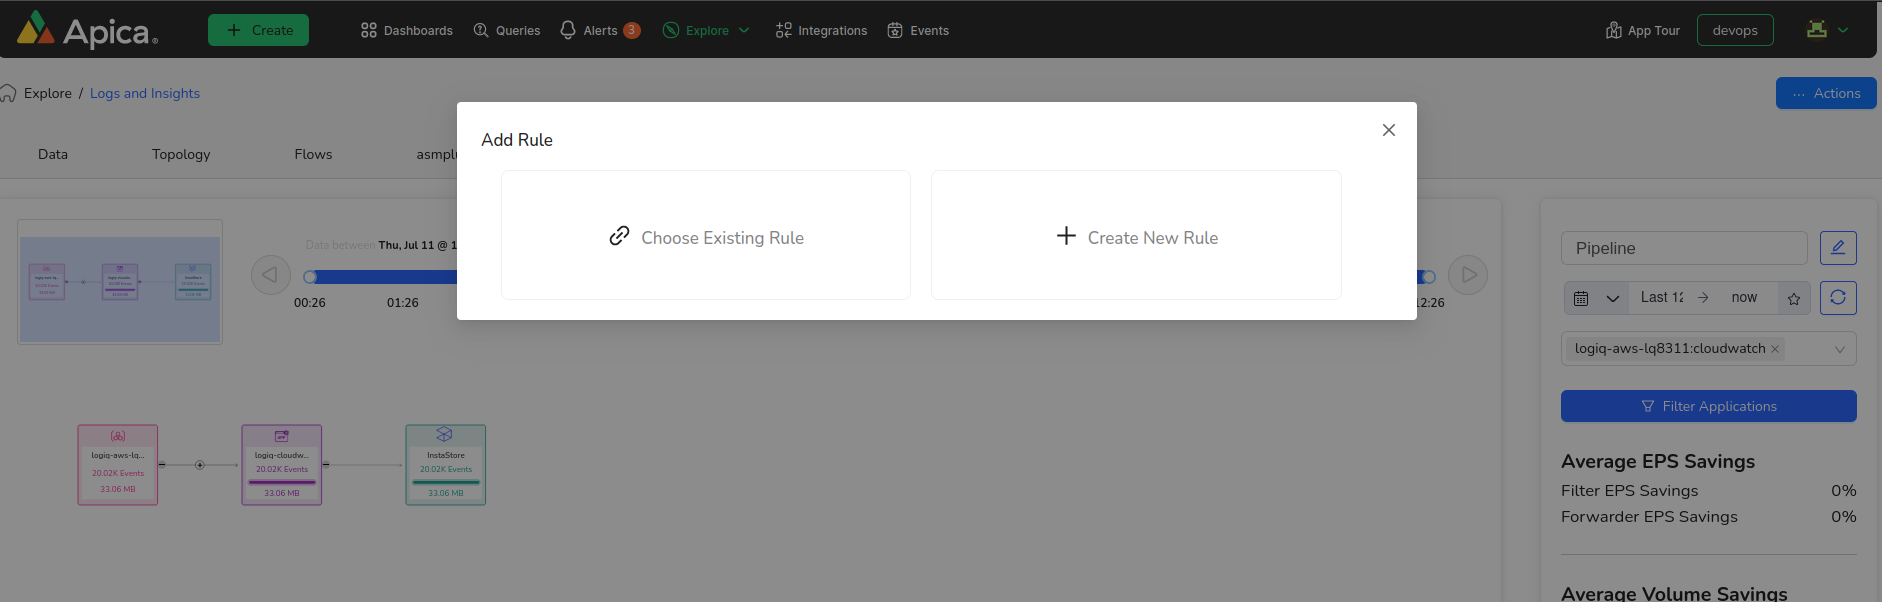 Apica
Create
Dashboards
Queries
Alerts 3
Explore
Integrations
Events
App Tour
devops
Explore / Logs and Insights
... Actions
Data
Topology
Flows
Add Rule
Choose Existing Rule
Create New Rule
Data between Thu, Jul 11 @ 1
00:26
01:26
12:26
Pipeline
Last 12
now
logiq-aws-lq8311:cloudwatch
Filter Applications
logiq-aws-lq...
20.02K Events
33.06 MB
logiq-cloudw...
20.02K Events
33.06 MB
InstaStore
20.02K Events
33.06 MB
Average EPS Savings
Filter EPS Savings 0%
Forwarder EPS Savings 0%
Average Volume Savings